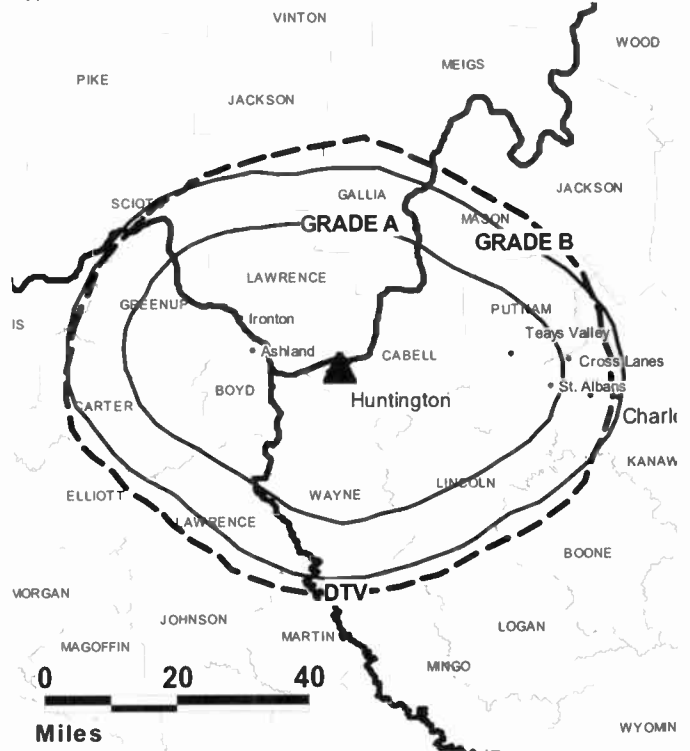 VINTON
WOOD
MEIGS
PIKE
JACKSON
JACKSON
GALLIA
SCIOT
MASON
GRADE A
GRADE B
LAWRENCE
GREENUP
PUTNAM
Ironton
IS
Teays Valley
Ashland
CABELL
Cross Lanes
BOYD
St. Albans
Huntington
CARTER
Charle
KANAW
LINCOLN
ELLIOTT
WAYNE
LAWRENCE
BOONE
MORGAN
DTV
JOHNSON
LOGAN
MARTIN
MAGOFFIN
MINGO
0 20 40
WYOMIN
Miles